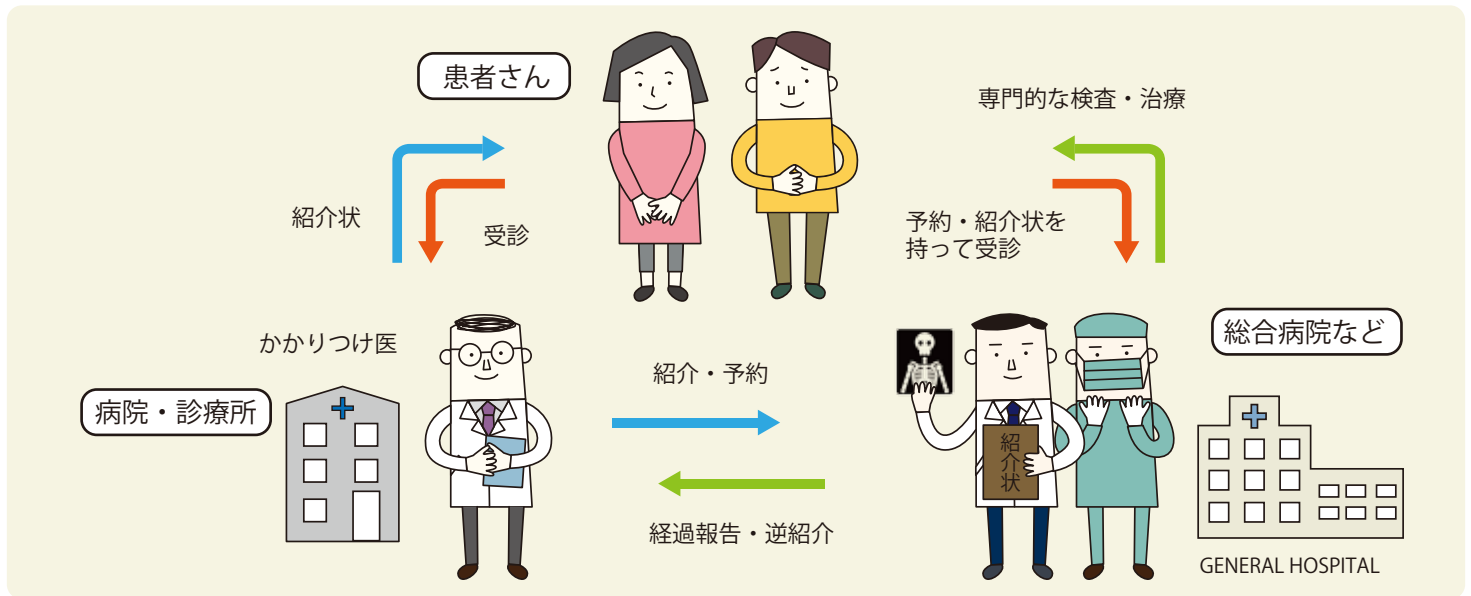 患者さん
専門的な検査・治療
紹介状
受診
予約・紹介状を
持って受診
かかりつけ医
総合病院など
病院・診療所
紹介・予約
紹介状
経過報告・逆紹介
GENERAL HOSPITAL